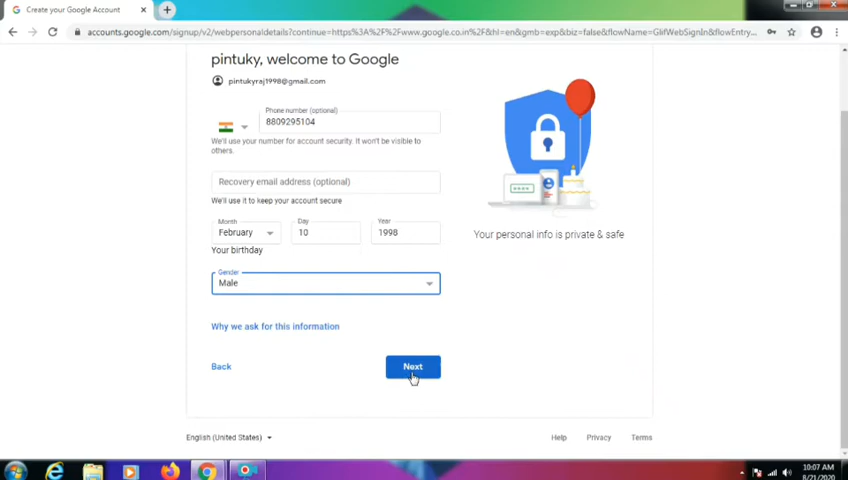 Create your Google Account
accounts.google.com/signup/v2/webpersonaldetails?continue=https%3A%2F%2Fwww.google.co.in%2F&hl=en&gmb=exp&biz=false&flowName=GlifWebSignIn&flowEntry...
pintuky, welcome to Google
pintukyraj1998@gmail.com
Phone number (optional)
8809295104
We'll use your number for account security. It won't be visible to
others.
Recovery email address (optional)
We'll use it to keep your account secure
Month
February
Day
10
Year
1998
Your birthday
Gender
Male
Why we ask for this information
Back
Next
Your personal info is private & safe
English (United States)
Help
Privacy
Terms
10:07 AM
8/21/2020